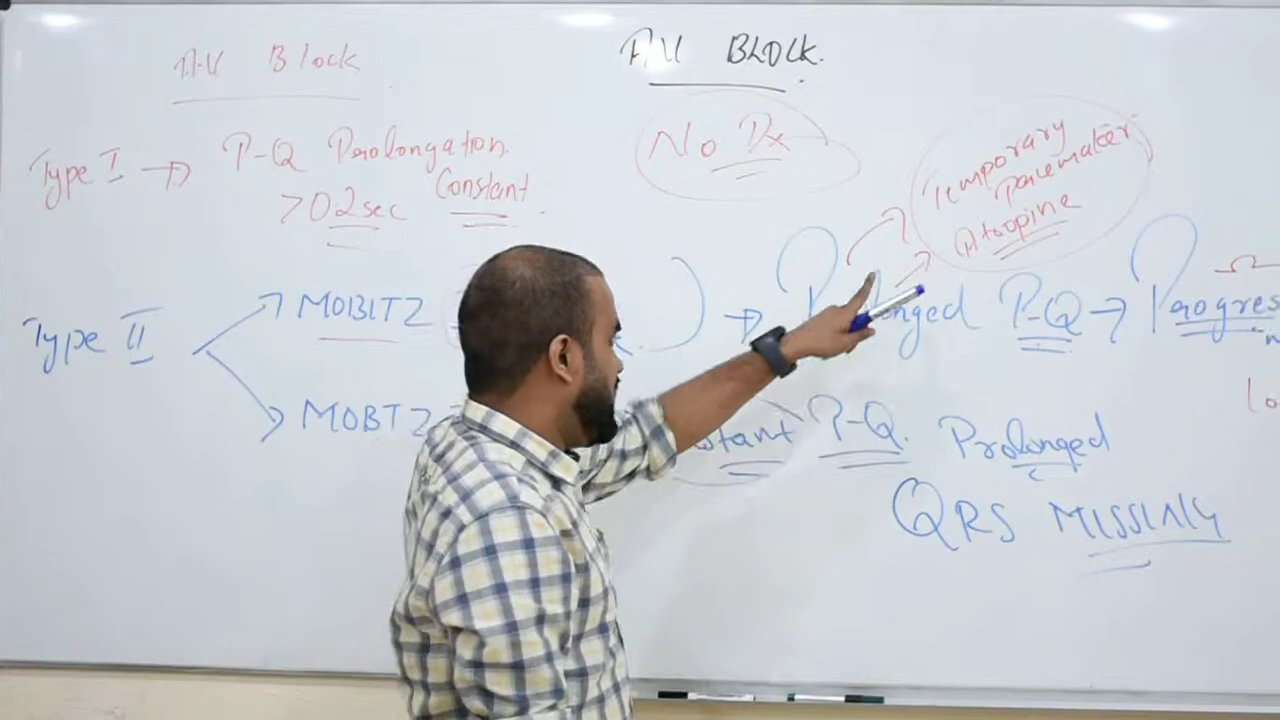 A.V Block
A.V BLOCK.
Type I → P-Q Prolongation
>0.2sec Constant
No Rx
Temporary
pacemaker
Atropine
Type II
MOBITZ
→ Prolonged P-Q → Progres
MOBTZ
stant P-Q. Prolonged
QRS MISSING
lo